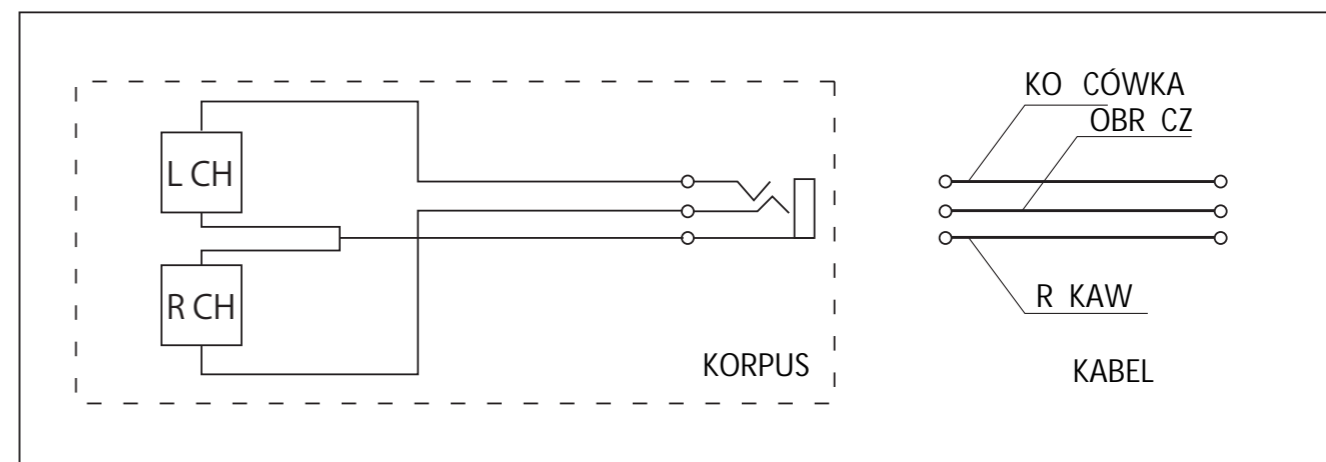 L CH
R CH
KORPUS
KO CÓWKA
OBR CZ
R KAW
KABEL